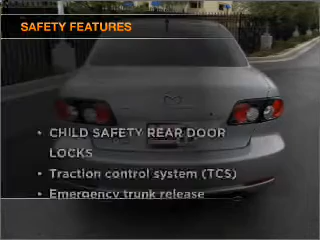 SAFETY FEATURES
• CHILD SAFETY REAR DOOR
LOCKS
• Traction control system (TCS)
• Emergency trunk release